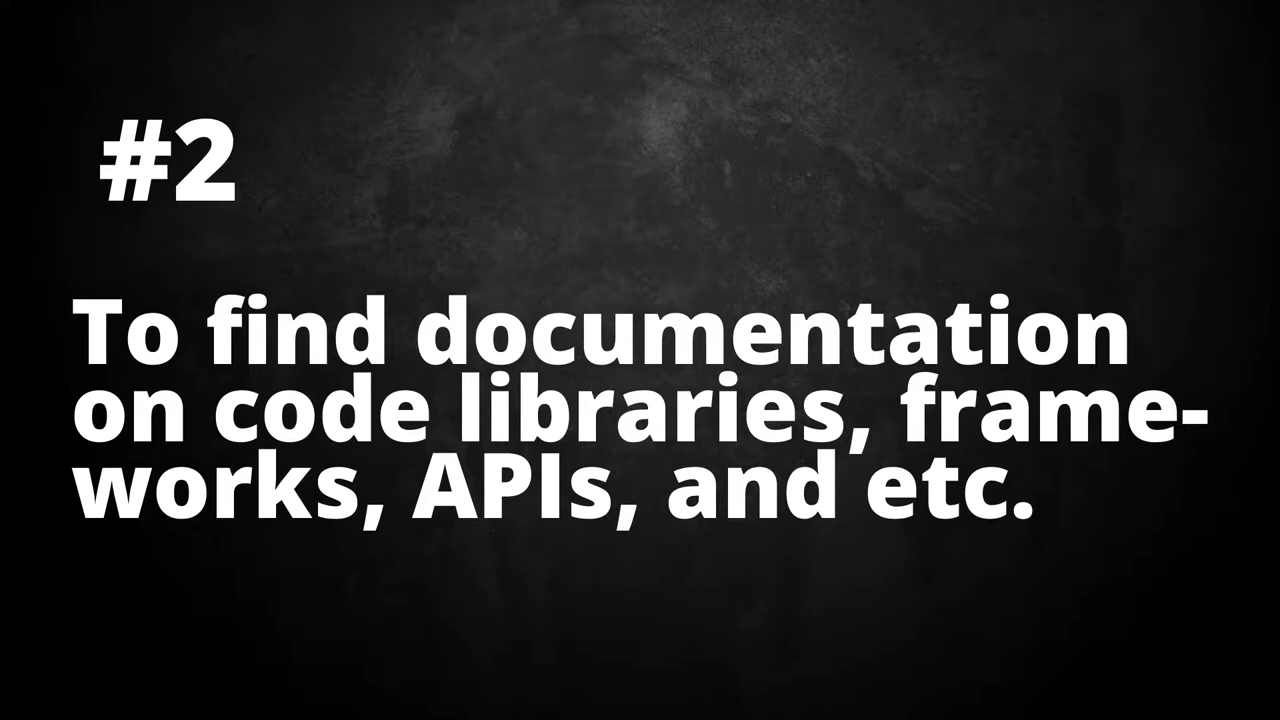 #2
To find documentation
on code libraries, frame-
works, APIs, and etc.